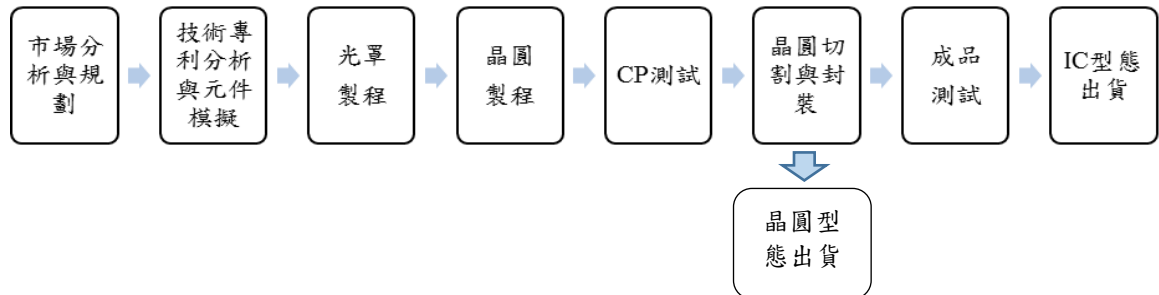 市場分
析與規
劃
技術專
利分析
與元件
模擬
光罩
製程
晶圓
製程
CP測試
晶圓切
割與封
裝
成品
測試
IC型態
出貨
晶圓型
態出貨